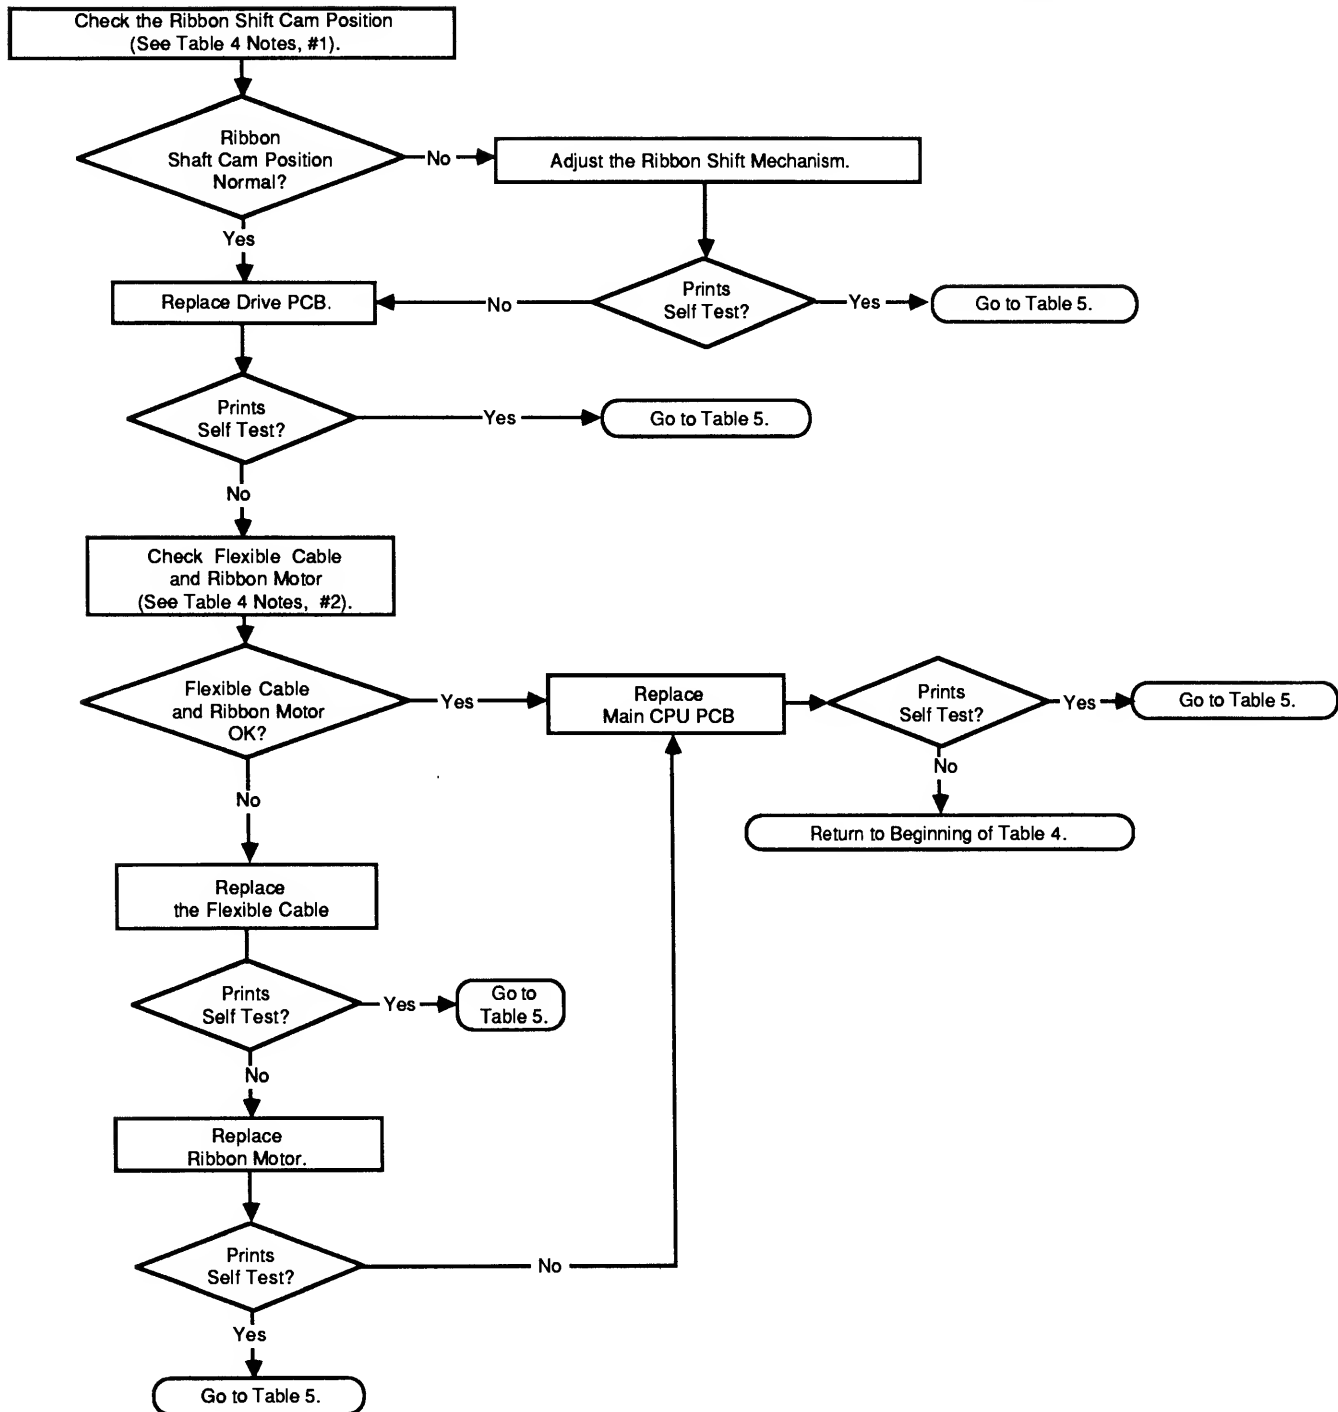 Check the Ribbon Shift Cam Position
(See Table 4 Notes, #1).
Ribbon
Shaft Cam Position
Normal?
No
Adjust the Ribbon Shift Mechanism.
Yes
Replace Drive PCB.
No
Prints
Self Test?
Yes
Go to Table 5.
Prints
Self Test?
Yes
Go to Table 5.
No
Check Flexible Cable
and Ribbon Motor
(See Table 4 Notes, #2).
Flexible Cable
and Ribbon Motor
OK?
Yes
Replace
Main CPU PCB
Prints
Self Test?
Yes
Go to Table 5.
No
Return to Beginning of Table 4.
No
Replace
the Flexible Cable
Prints
Self Test?
Yes
Go to
Table 5.
No
Replace
Ribbon Motor.
Prints
Self Test?
No
Yes
Go to Table 5.